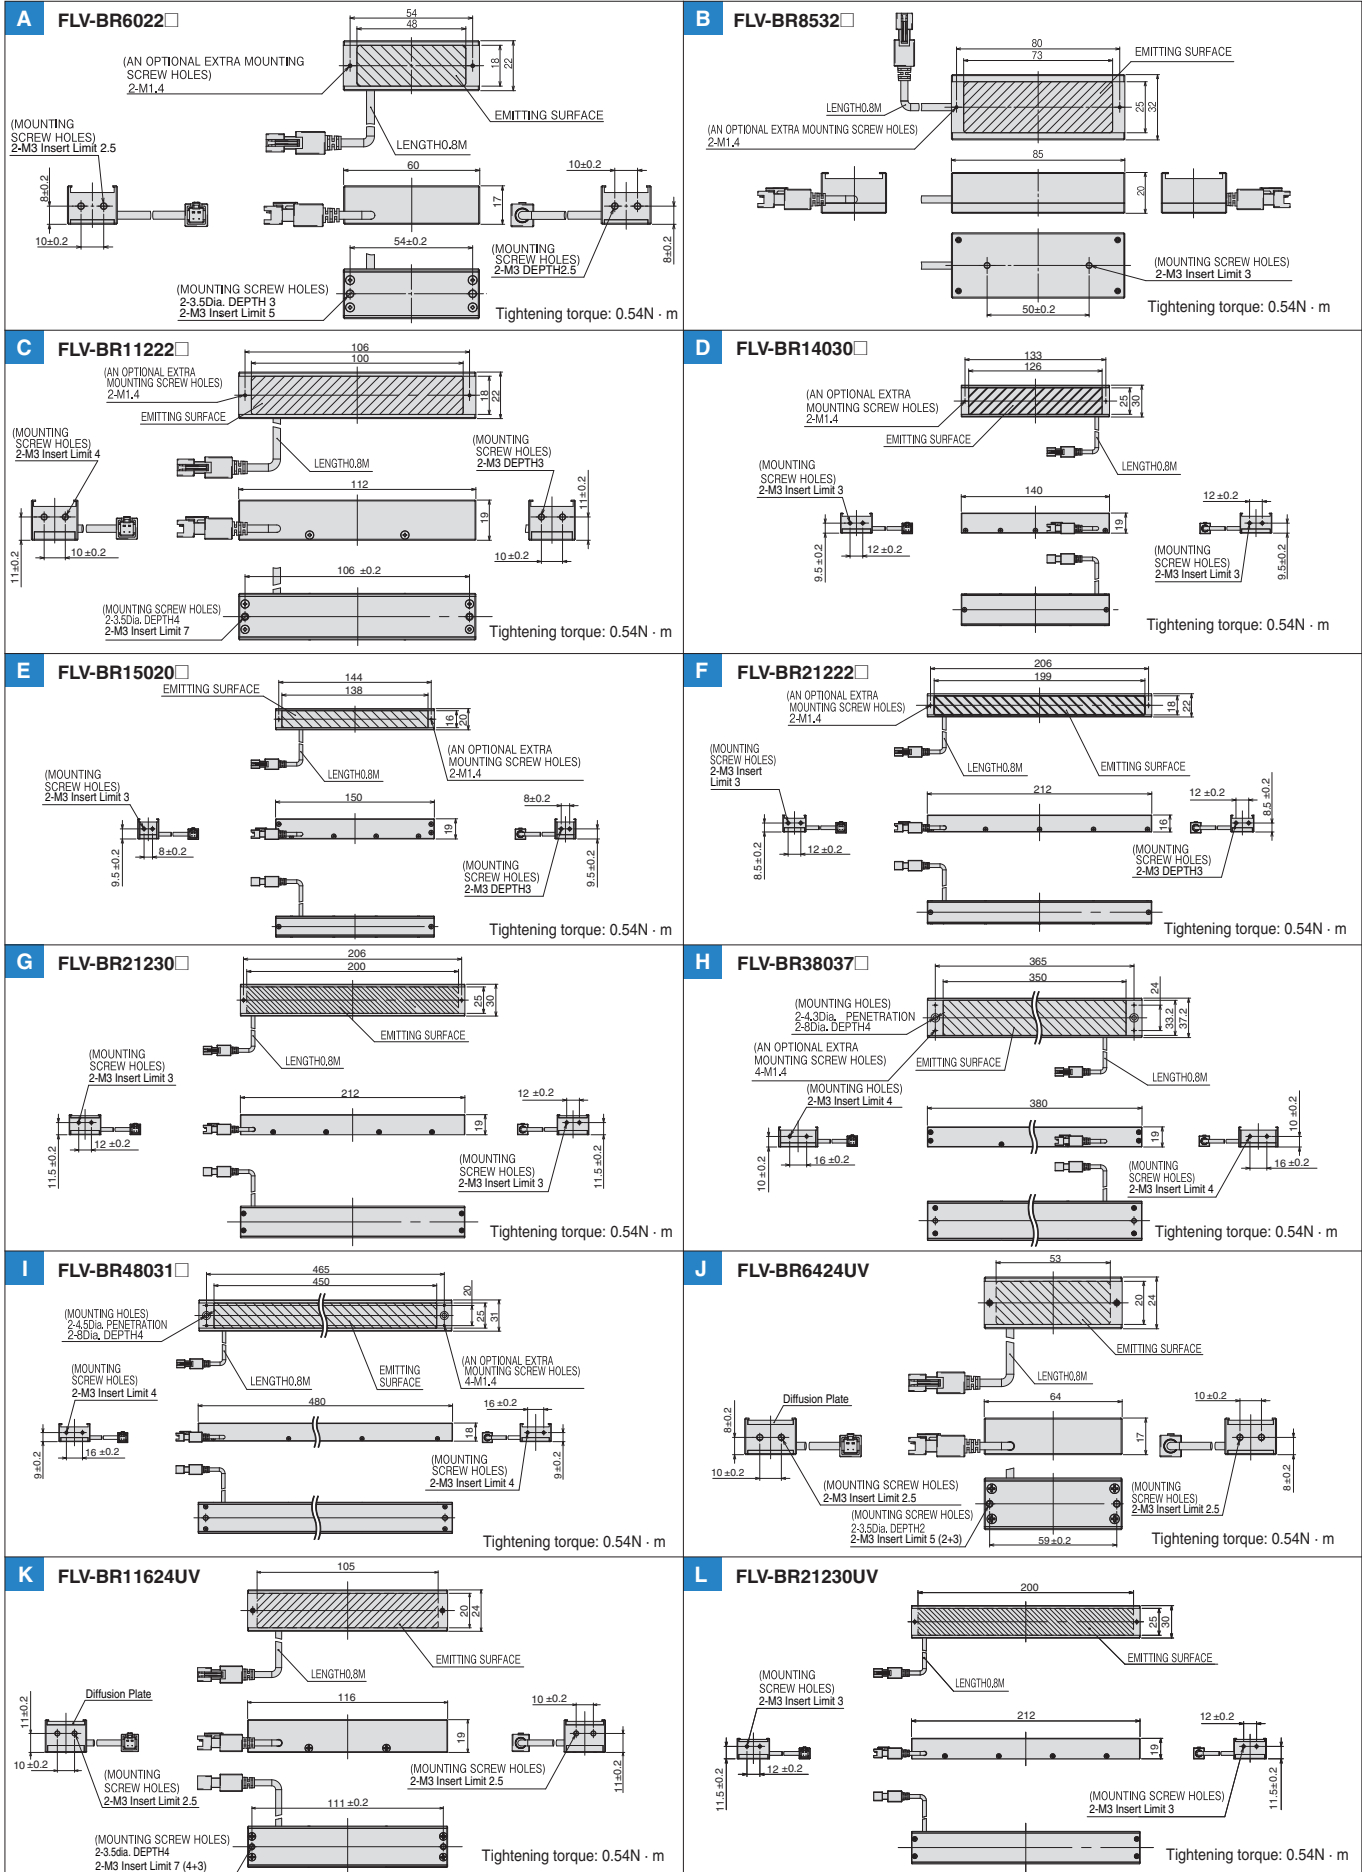 A FLV-BR6022□
54
48
(AN OPTIONAL EXTRA MOUNTING
SCREW HOLES)
2-M1.4
18
22
EMITTING SURFACE
(MOUNTING
SCREW HOLES)
2-M3 Insert Limit 2.5
LENGTH0.8M
60
10±0.2
8±0.2
17
10±0.2
8±0.2
54±0.2
(MOUNTING
SCREW HOLES)
2-M3 DEPTH2.5
(MOUNTING SCREW HOLES)
2-3.5Dia. DEPTH 3
2-M3 Insert Limit 5
Tightening torque: 0.54N · m
B FLV-BR8532□
80
73
EMITTING SURFACE
LENGTH0.8M
25
32
(AN OPTIONAL EXTRA MOUNTING SCREW HOLES)
2-M1.4
85
20
(MOUNTING SCREW HOLES)
2-M3 Insert Limit 3
50±0.2
Tightening torque: 0.54N · m
C FLV-BR11222□
106
100
(AN OPTIONAL EXTRA
MOUNTING SCREW HOLES)
2-M1.4
18
22
EMITTING SURFACE
(MOUNTING
SCREW HOLES)
2-M3 Insert Limit 4
LENGTH0.8M
(MOUNTING
SCREW HOLES)
2-M3 DEPTH3
112
11±0.2
19
11±0.2
10 ±0.2
10 ±0.2
106 ±0.2
(MOUNTING SCREW HOLES)
2-3.5Dia. DEPTH4
2-M3 Insert Limit 7
Tightening torque: 0.54N · m
D FLV-BR14030□
133
126
(AN OPTIONAL EXTRA
MOUNTING SCREW HOLES)
2-M1.4
25
30
EMITTING SURFACE
LENGTH0.8M
(MOUNTING
SCREW HOLES)
2-M3 Insert Limit 3
140
12 ±0.2
19
12 ±0.2
9.5±0.2
(MOUNTING
SCREW HOLES)
2-M3 Insert Limit 3
9.5±0.2
Tightening torque: 0.54N · m
E FLV-BR15020□
144
EMITTING SURFACE
138
16
20
(AN OPTIONAL EXTRA
MOUNTING SCREW HOLES)
2-M1.4
LENGTH0.8M
(MOUNTING
SCREW HOLES)
2-M3 Insert Limit 3
150
8±0.2
19
8±0.2
9.5±0.2
(MOUNTING
SCREW HOLES)
2-M3 DEPTH3
9.5±0.2
Tightening torque: 0.54N · m
F FLV-BR21222□
206
199
(AN OPTIONAL EXTRA
MOUNTING SCREW HOLES)
2-M1.4
18
22
(MOUNTING
SCREW HOLES)
2-M3 Insert
Limit 3
LENGTH0.8M
EMITTING SURFACE
212
12 ±0.2
8.5 ±0.2
16
8.5±0.2
12 ±0.2
(MOUNTING
SCREW HOLES)
2-M3 DEPTH3
Tightening torque: 0.54N · m
G FLV-BR21230□
206
200
25
30
EMITTING SURFACE
(MOUNTING
SCREW HOLES)
2-M3 Insert Limit 3
LENGTH0.8M
212
12 ±0.2
19
12 ±0.2
11.5 ±0.2
(MOUNTING
SCREW HOLES)
2-M3 Insert Limit 3
11.5 ±0.2
Tightening torque: 0.54N · m
H FLV-BR38037□
365
350
24
(MOUNTING HOLES)
2-4.3Dia. PENETRATION
2-8Dia. DEPTH4
33.2
37.2
(AN OPTIONAL EXTRA
MOUNTING SCREW HOLES)
4-M1.4
EMITTING SURFACE
LENGTH0.8M
(MOUNTING HOLES)
2-M3 Insert Limit 4
380
10 ±0.2
19
16 ±0.2
10 ±0.2
16 ±0.2
(MOUNTING
SCREW HOLES)
2-M3 Insert Limit 4
Tightening torque: 0.54N · m
I FLV-BR48031□
465
450
20
25
31
(MOUNTING HOLES)
2-4.5Dia. PENETRATION
2-8Dia. DEPTH4
(MOUNTING
SCREW HOLES)
2-M3 Insert Limit 4
LENGTH0.8M
EMITTING
SURFACE
(AN OPTIONAL EXTRA
MOUNTING SCREW HOLES)
4-M1.4
480
16 ±0.2
18
16 ±0.2
9±0.2
(MOUNTING
SCREW HOLES)
2-M3 Insert Limit 4
9±0.2
Tightening torque: 0.54N · m
J FLV-BR6424UV
53
20
24
EMITTING SURFACE
LENGTH0.8M
Diffusion Plate
64
10 ±0.2
8±0.2
17
10 ±0.2
8±0.2
(MOUNTING SCREW HOLES)
2-M3 Insert Limit 2.5
(MOUNTING
SCREW HOLES)
2-M3 Insert Limit 2.5
(MOUNTING SCREW HOLES)
2-3.5Dia. DEPTH2
2-M3 Insert Limit 5 (2+3)
59±0.2
Tightening torque: 0.54N · m
K FLV-BR11624UV
105
20
24
EMITTING SURFACE
LENGTH0.8M
Diffusion Plate
116
10 ±0.2
11±0.2
19
10 ±0.2
11±0.2
(MOUNTING
SCREW HOLES)
2-M3 Insert Limit 2.5
(MOUNTING SCREW HOLES)
2-M3 Insert Limit 2.5
111 ±0.2
(MOUNTING SCREW HOLES)
2-3.5dia. DEPTH4
2-M3 Insert Limit 7 (4+3)
Tightening torque: 0.54N · m
L FLV-BR21230UV
200
25
30
EMITTING SURFACE
LENGTH0.8M
(MOUNTING
SCREW HOLES)
2-M3 Insert Limit 3
212
12 ±0.2
19
12 ±0.2
11.5±0.2
11.5±0.2
(MOUNTING SCREW HOLES)
2-M3 Insert Limit 3
Tightening torque: 0.54N · m